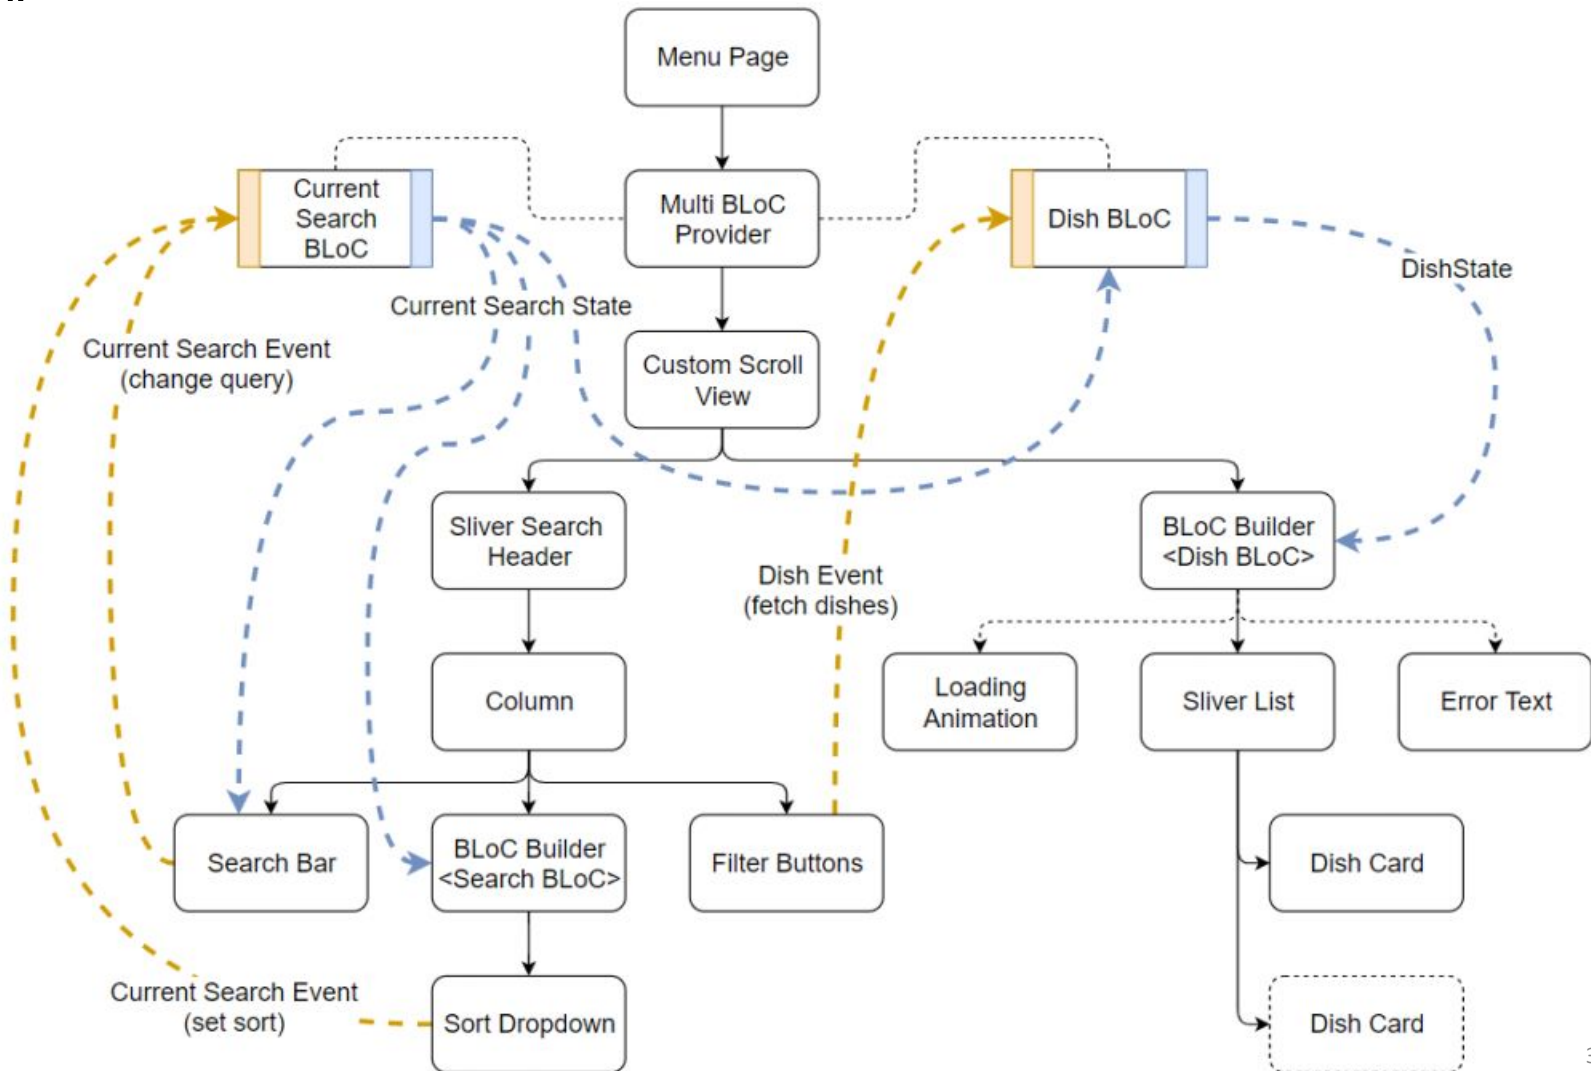 Menu Page
Current
Search
BLoC
Multi BLoC
Provider
Dish BLoC
DishState
Current Search State
Current Search Event
(change query)
Custom Scroll
View
Sliver Search
Header
BLoC Builder
<Dish BLoC>
Dish Event
(fetch dishes)
Column
Loading
Animation
Sliver List
Error Text
Search Bar
BLoC Builder
<Search BLoC>
Filter Buttons
Dish Card
Current Search Event
(set sort)
Sort Dropdown
Dish Card